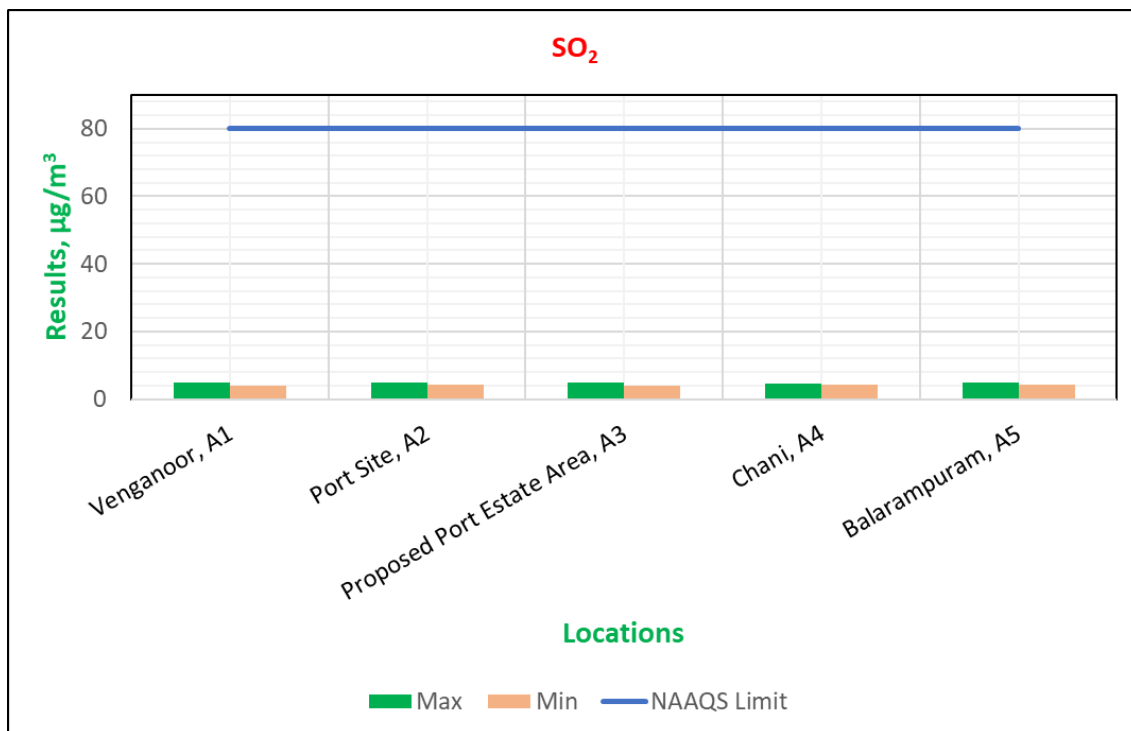 SO₂
Results, µg/m³
80
60
40
20
0
Venganoor, A1
Port Site, A2
Proposed Port Estate Area, A3
Chani, A4
Balarampuram, A5
Locations
Max Min NAAQS Limit